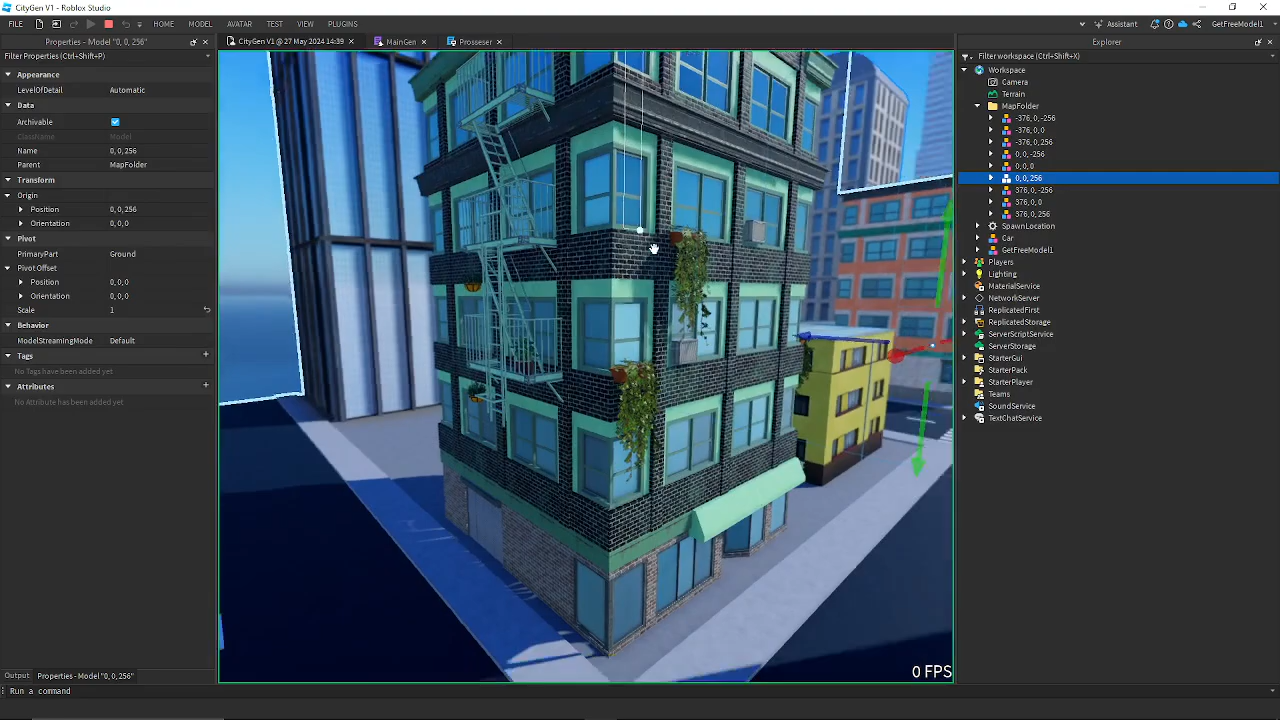 CityGen V1 - Roblox Studio
FILE HOME MODEL AVATAR TEST VIEW PLUGINS Assistant GetFreeModel1
Properties - Model "0, 0, 256"
CityGen V1 @ 27 May 2024 14:39 MainGen Prosseser
Explorer
Filter Properties (Ctrl+Shift+P)
Filter workspace (Ctrl+Shift+X)
Appearance
LevelOfDetail Automatic
Data
Archivable
ClassName Model
Name 0, 0, 256
Parent MapFolder
Transform
Origin
Position 0, 0, 256
Orientation 0, 0, 0
Pivot
PrimaryPart Ground
PivotOffset
Position 0, 0, 0
Orientation 0, 0, 0
Scale 1
Behavior
ModelStreamingMode Default
Tags
No Tags have been added yet
Attributes
No Attribute has been added yet
Workspace
Camera
Terrain
MapFolder
-376, 0, -256
-376, 0, 0
-376, 0, 256
0, 0, -256
0, 0, 0
0, 0, 256
376, 0, -256
376, 0, 0
376, 0, 256
SpawnLocation
Car
GetFreeModel1
Players
Lighting
MaterialService
NetworkServer
ReplicatedFirst
ReplicatedStorage
ServerScriptService
ServerStorage
StarterGui
StarterPack
StarterPlayer
Teams
SoundService
TextChatService
0 FPS
Output Properties - Model "0, 0, 256"
Run a command